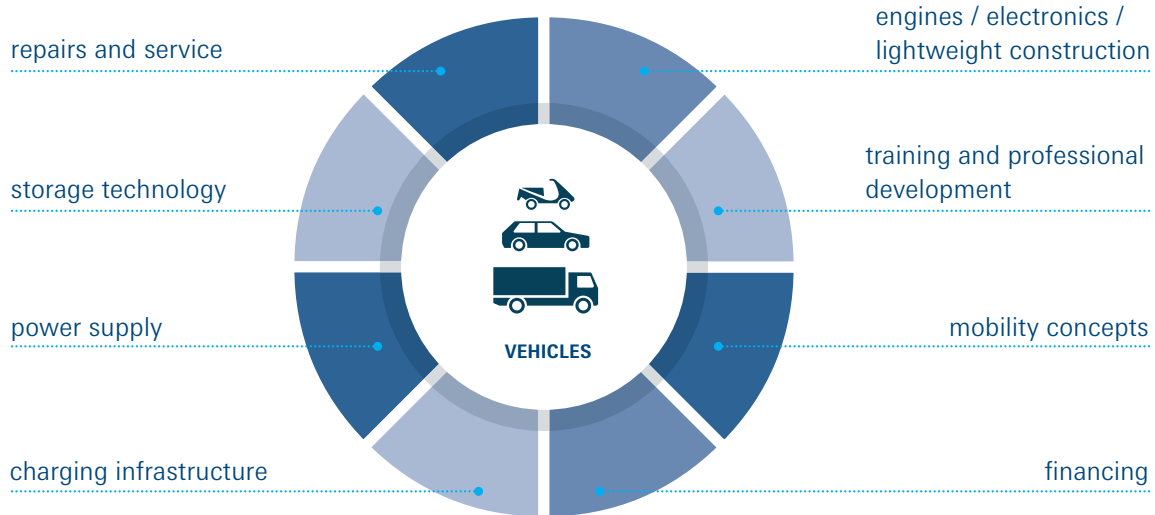 repairs and service
engines / electronics /
lightweight construction
storage technology
training and professional
development
power supply
mobility concepts
VEHICLES
charging infrastructure
financing